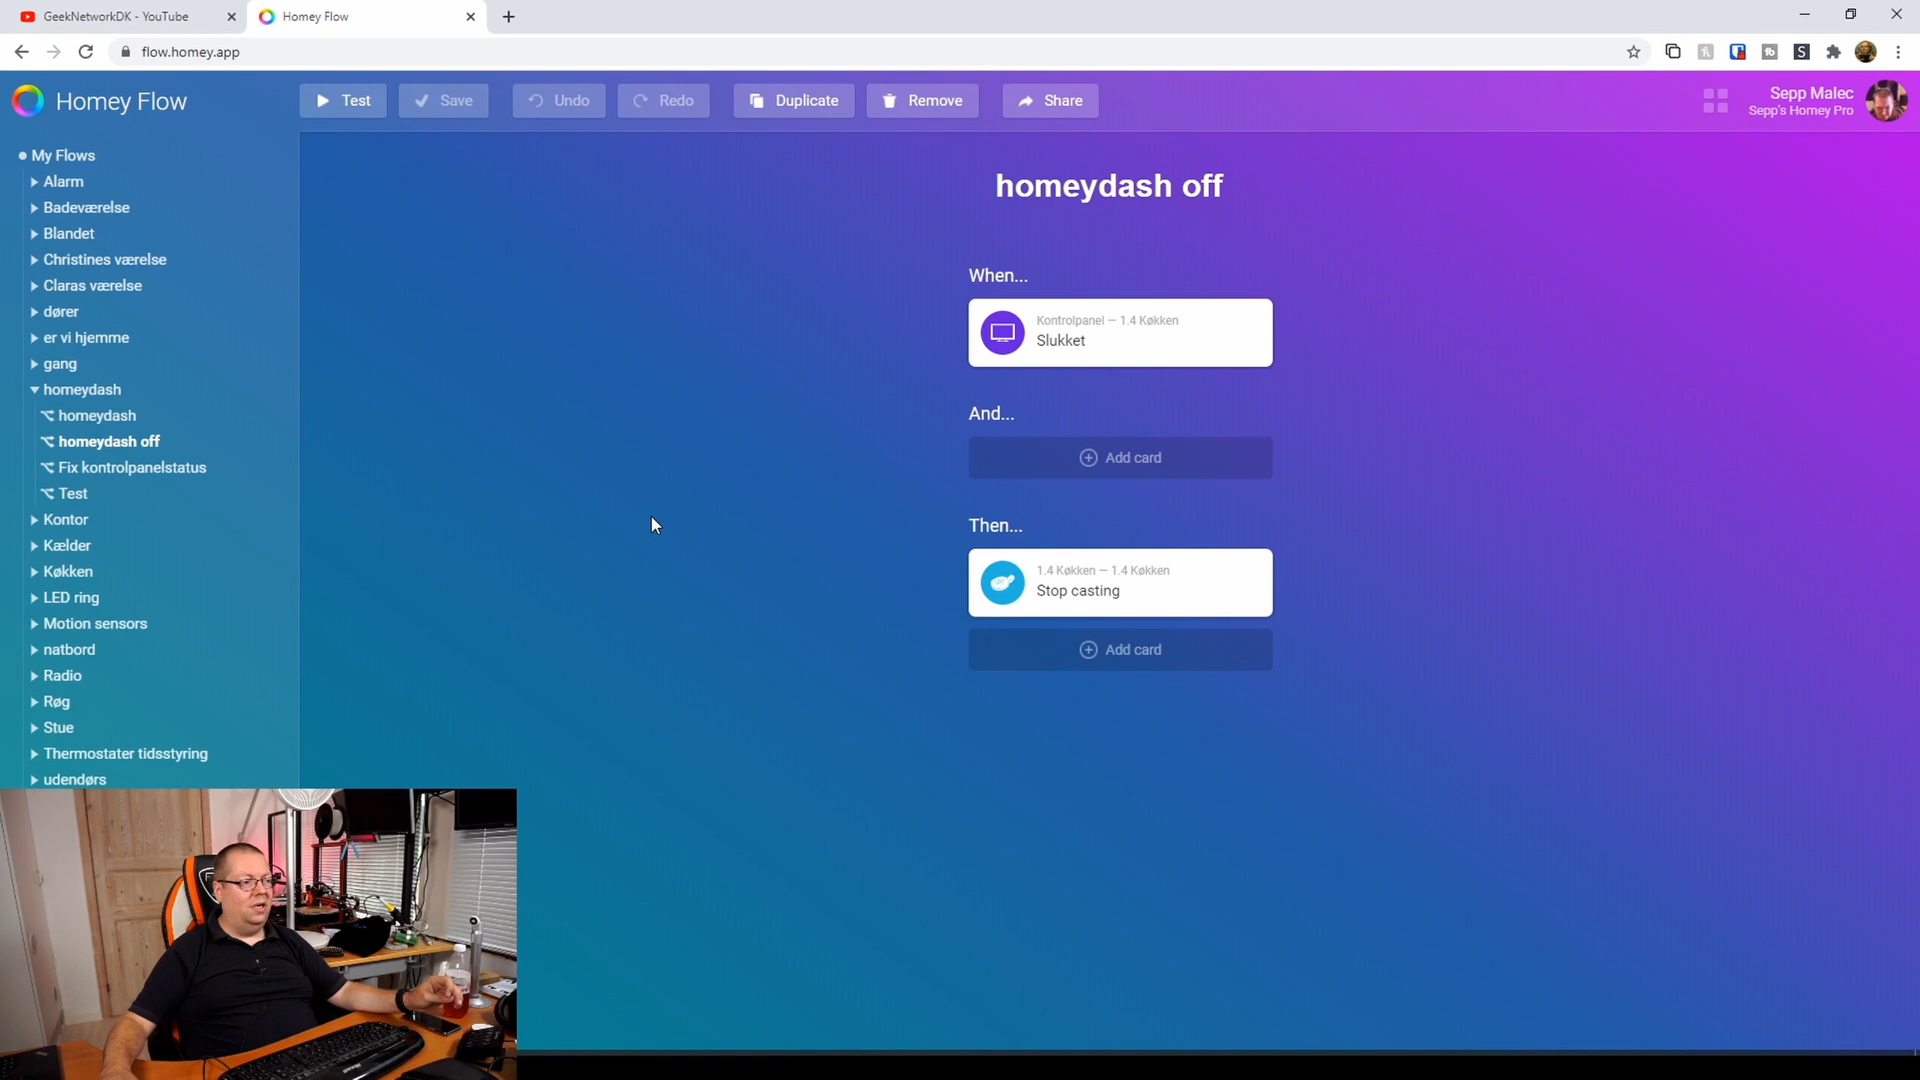 GeekNetworkDK - YouTube
Homey Flow
flow.homey.app
Homey Flow
Test
Save
Undo
Redo
Duplicate
Remove
Share
Sepp Malec
Sepp's Homey Pro
My Flows
Alarm
Badeværelse
Blandet
Christines værelse
Claras værelse
dører
er vi hjemme
gang
homeydash
homeydash
homeydash off
Fix kontrolpanelstatus
Test
Kontor
Kælder
Køkken
LED ring
Motion sensors
natbord
Radio
Røg
Stue
Thermostater tidsstyring
udendørs
homeydash off
When...
Kontrolpanel — 1.4 Køkken
Slukket
And...
Add card
Then...
1.4 Køkken — 1.4 Køkken
Stop casting
Add card